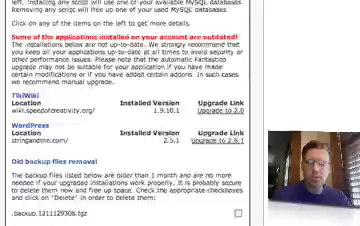 left. Installing any script will use one of your available MySQL databases.
Removing any script will free up one of your used MySQL databases.
Click on any of the items on the left to get more details.
Some of the applications installed on your account are outdated!
The installations below are not up-to-date. We strongly recommend that
you keep all your applications up-to-date at all times to avoid security or
other performance issues. Please note that the automatic Fantastico
upgrade may not be suitable for your application if you have made
certain modifications or if you have added certain addons. In such cases
we recommend manual upgrade.
TikiWiki
Location Installed Version Upgrade Link
wiki.speedofcreativity.org/ 1.9.10.1 Upgrade to 2.0
WordPress
Location Installed Version Upgrade Link
stringandme.com/ 2.5.1 Upgrade to 2.6.1
Old backup files removal
The backup files listed below are older than 1 month and are no more
needed if your upgraded installations work properly. It is probably secure
to delete them now and free up space. Check the appropriate checkboxes
and click on "Delete" in order to delete them:
.backup.1211129306.tgz